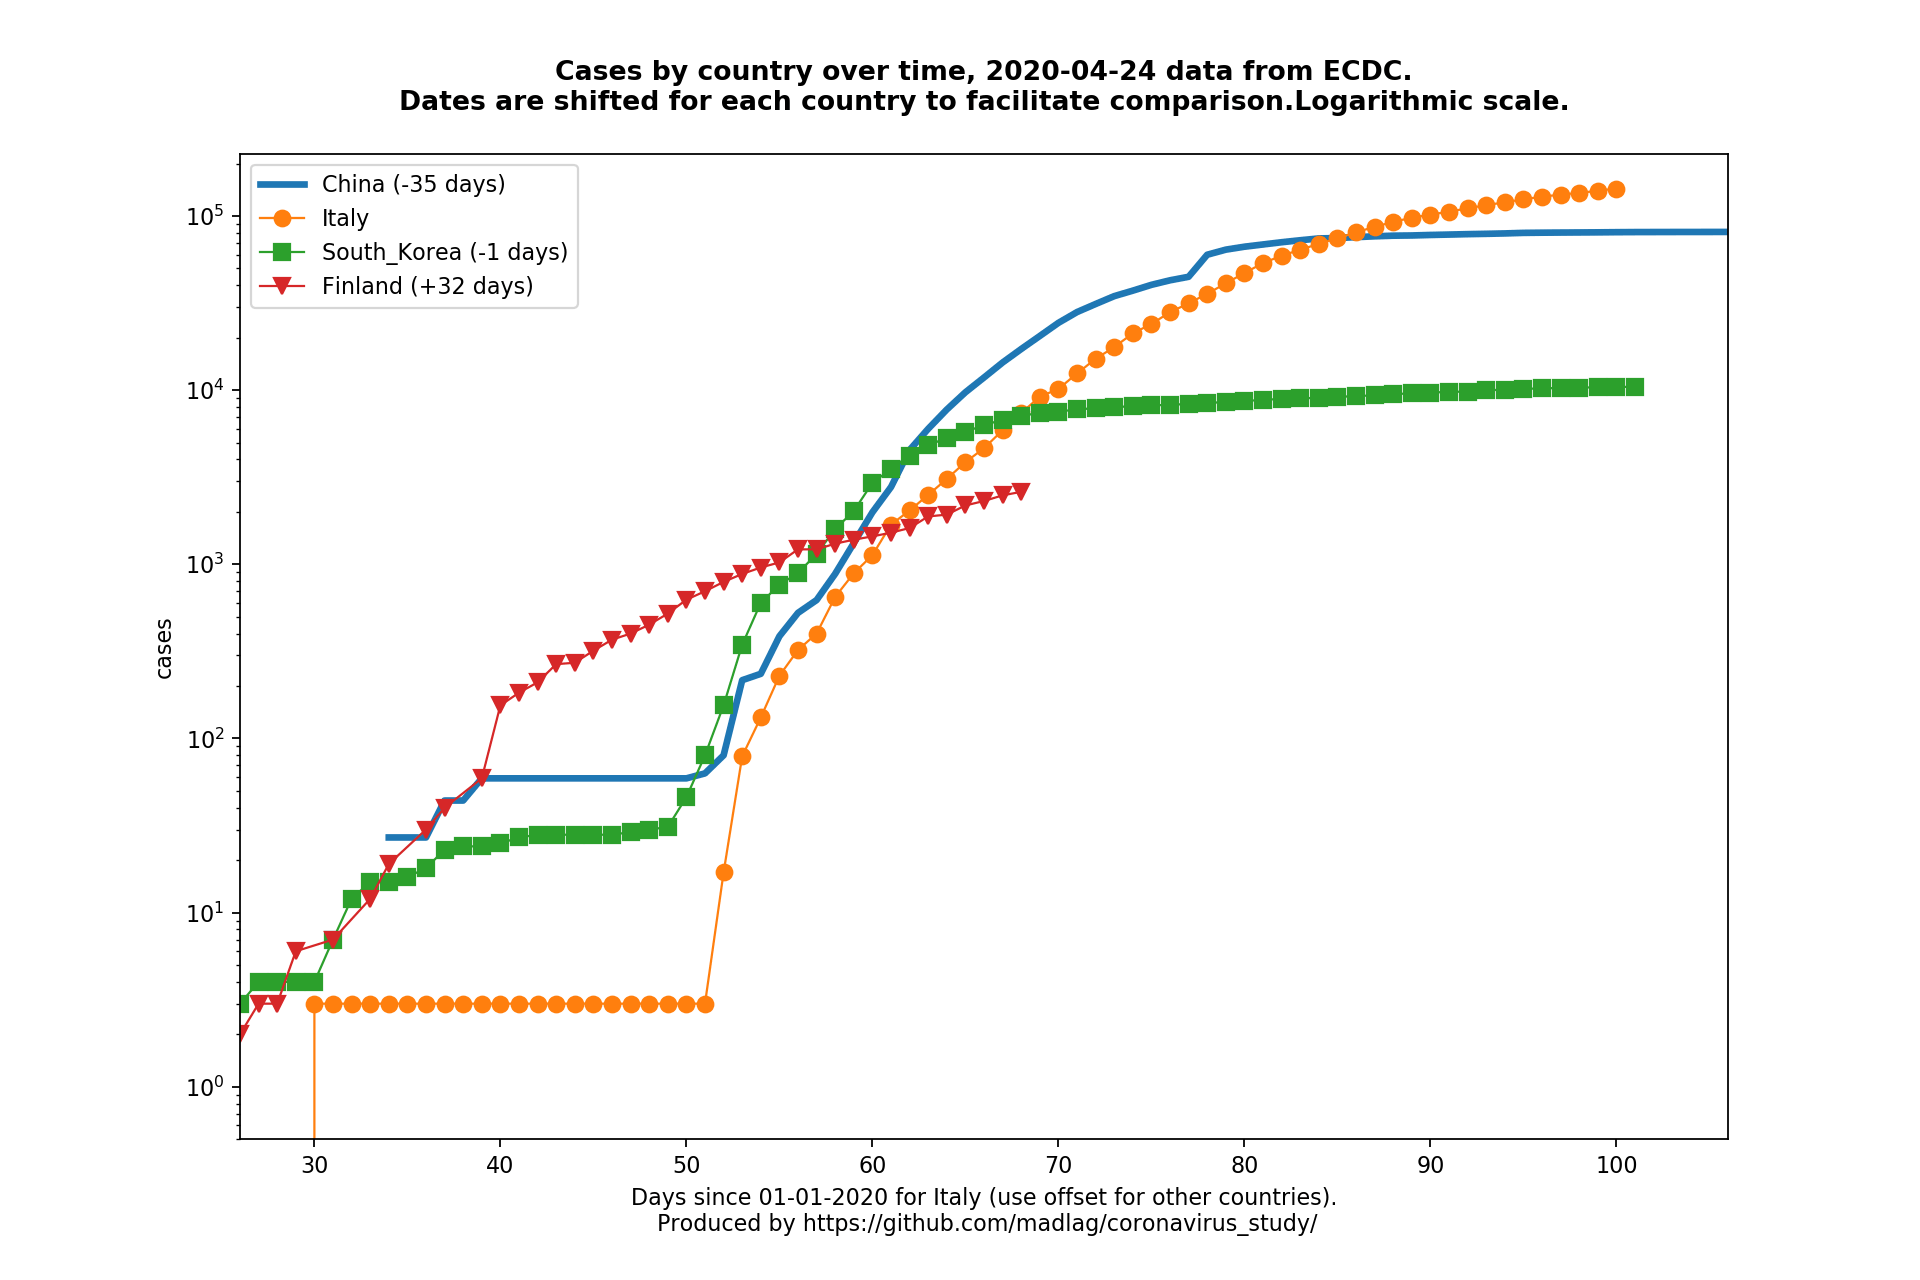 Cases by country over time, 2020-04-24 data from ECDC.
Dates are shifted for each country to facilitate comparison.Logarithmic scale.
China (-35 days)
Italy
South_Korea (-1 days)
Finland (+32 days)
10⁵
10⁴
10³
10²
10¹
10⁰
cases
30 40 50 60 70 80 90 100
Days since 01-01-2020 for Italy (use offset for other countries).
Produced by https://github.com/madlag/coronavirus_study/